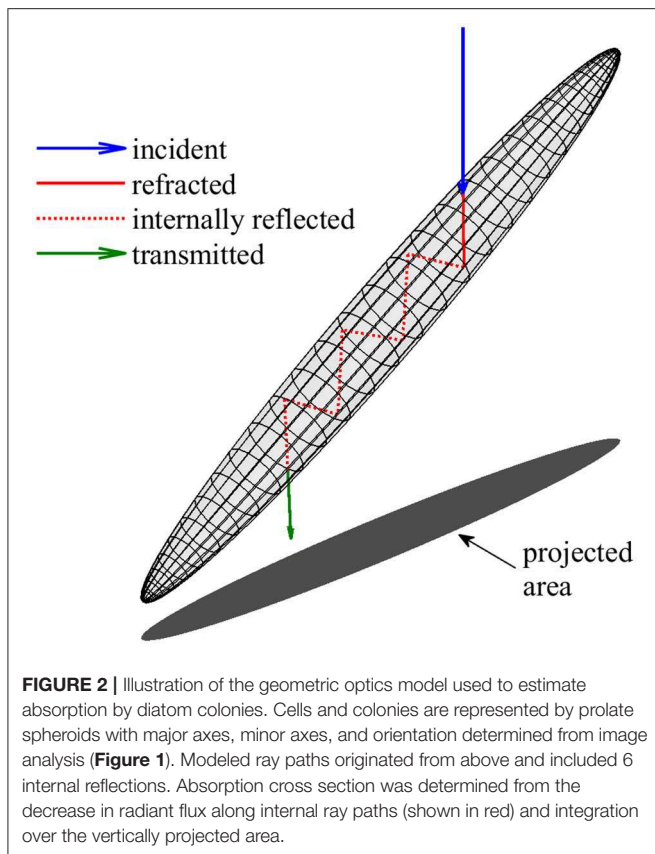 incident
refracted
internally reflected
transmitted
projected
area
FIGURE 2 | Illustration of the geometric optics model used to estimate
absorption by diatom colonies. Cells and colonies are represented by prolate
spheroids with major axes, minor axes, and orientation determined from image
analysis (Figure 1). Modeled ray paths originated from above and included 6
internal reflections. Absorption cross section was determined from the
decrease in radiant flux along internal ray paths (shown in red) and integration
over the vertically projected area.